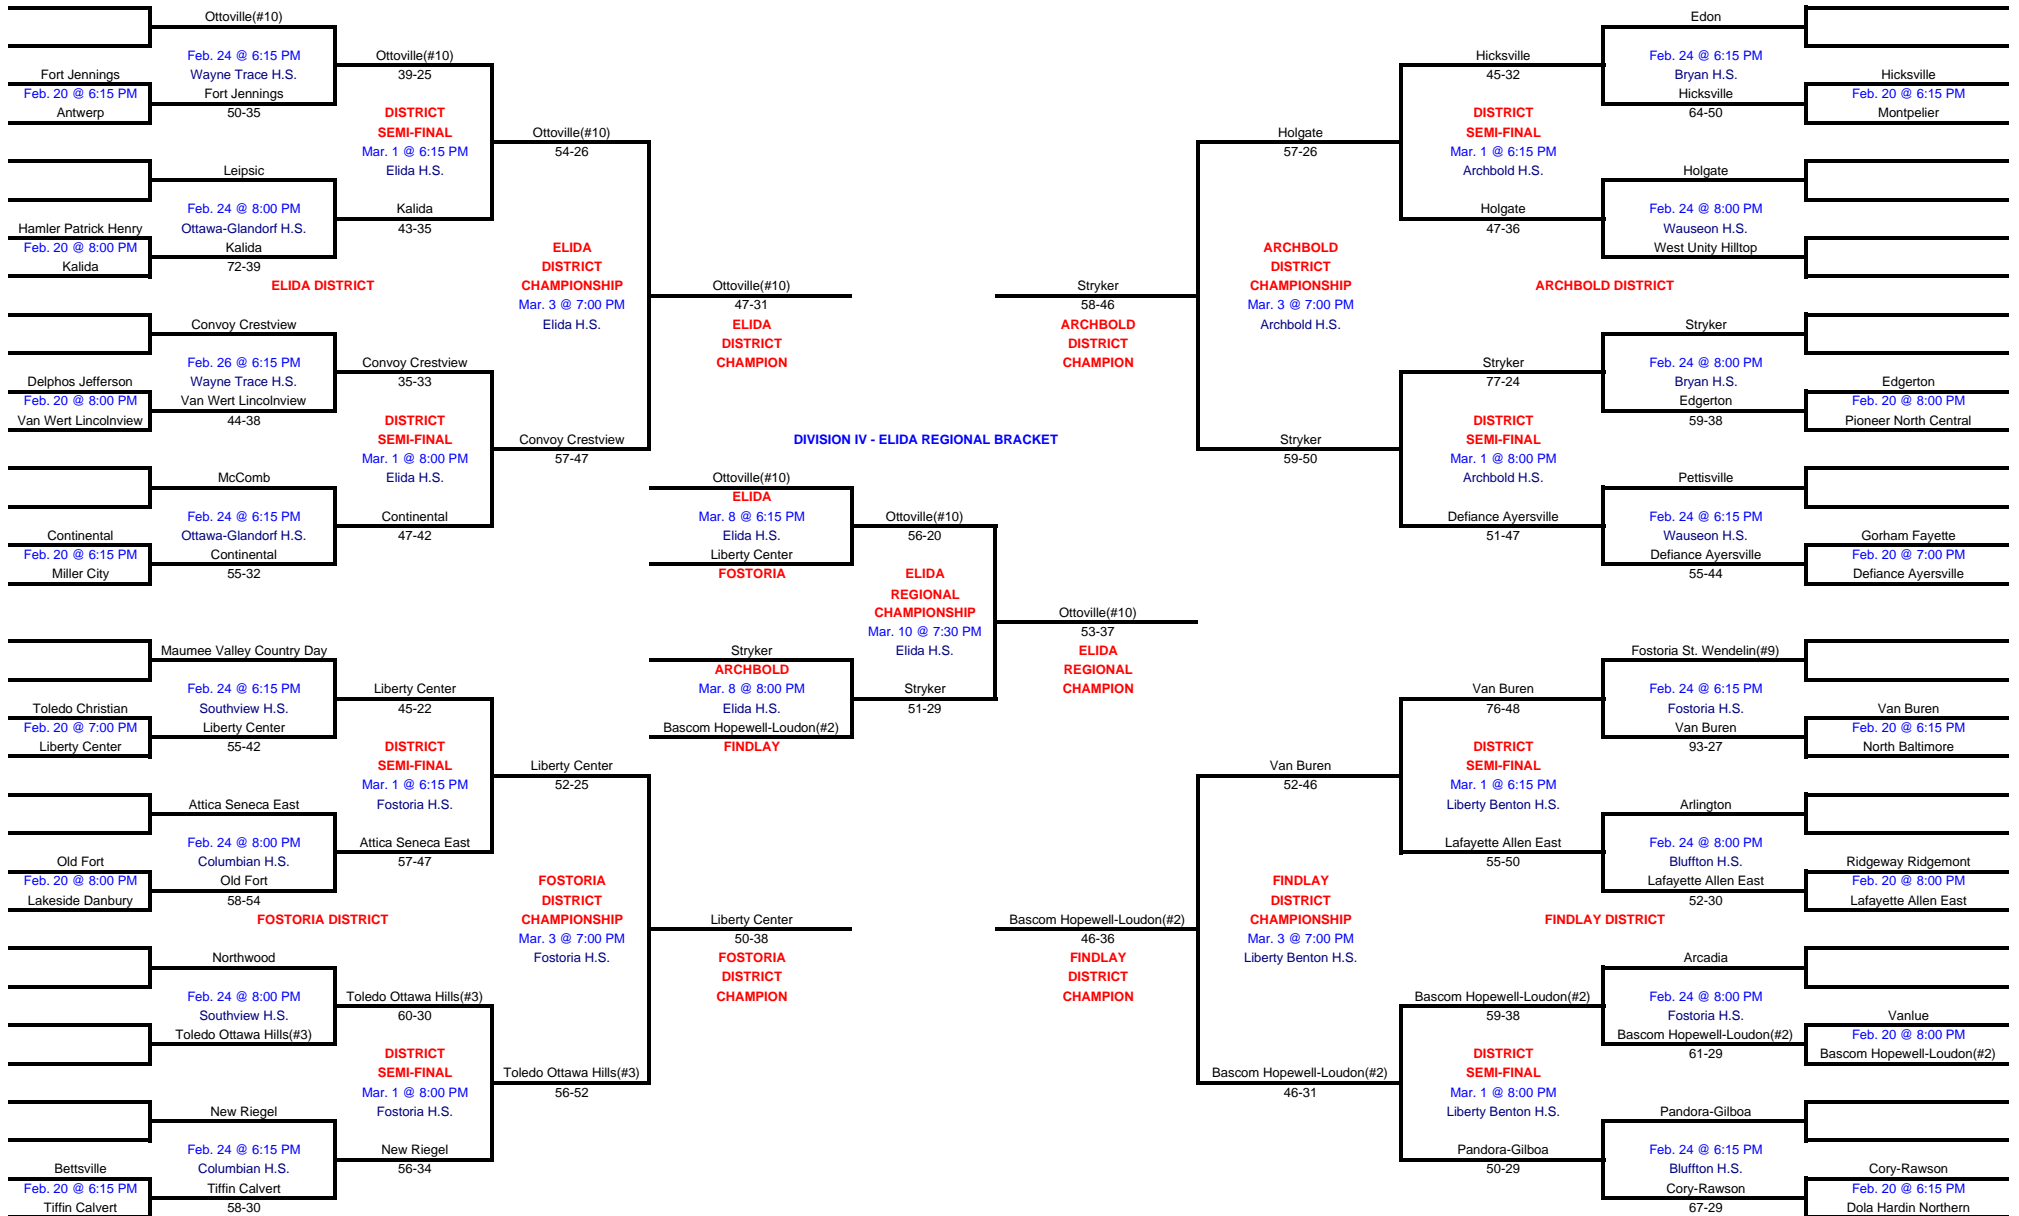 Ottoville(#10)
Feb. 24 @ 6:15 PM
Ottoville(#10)
Fort Jennings
Wayne Trace H.S.
39-25
Feb. 20 @ 6:15 PM
Fort Jennings
Antwerp
50-35
DISTRICT
SEMI-FINAL
Mar. 1 @ 6:15 PM
Elida H.S.
Ottoville(#10)
54-26
Leipsic
Feb. 24 @ 8:00 PM
Kalida
Hamler Patrick Henry
Ottawa-Glandorf H.S.
43-35
Feb. 20 @ 8:00 PM
Kalida
Kalida
72-39
ELIDA DISTRICT
ELIDA
DISTRICT
CHAMPIONSHIP
Mar. 3 @ 7:00 PM
Elida H.S.
Ottoville(#10)
47-31
ELIDA
DISTRICT
CHAMPION
Convoy Crestview
Feb. 26 @ 6:15 PM
Convoy Crestview
Delphos Jefferson
Wayne Trace H.S.
35-33
Feb. 20 @ 8:00 PM
Van Wert Lincolnview
Van Wert Lincolnview
44-38
DISTRICT
SEMI-FINAL
Mar. 1 @ 8:00 PM
Elida H.S.
Convoy Crestview
57-47
McComb
Feb. 24 @ 6:15 PM
Continental
Continental
Ottawa-Glandorf H.S.
47-42
Feb. 20 @ 6:15 PM
Continental
Miller City
55-32
Edon
Hicksville
Feb. 24 @ 6:15 PM
45-32
Bryan H.S.
Hicksville
Hicksville
Feb. 20 @ 6:15 PM
64-50
Montpelier
DISTRICT
SEMI-FINAL
Mar. 1 @ 6:15 PM
Archbold H.S.
Holgate
57-26
Holgate
Holgate
Feb. 24 @ 8:00 PM
47-36
Wauseon H.S.
West Unity Hilltop
ARCHBOLD
DISTRICT
CHAMPIONSHIP
Mar. 3 @ 7:00 PM
Archbold H.S.
ARCHBOLD DISTRICT
Stryker
58-46
ARCHBOLD
DISTRICT
CHAMPION
Stryker
Stryker
Feb. 24 @ 8:00 PM
77-24
Bryan H.S.
Edgerton
Edgerton
Feb. 20 @ 8:00 PM
59-38
Pioneer North Central
DISTRICT
SEMI-FINAL
Mar. 1 @ 8:00 PM
Archbold H.S.
Stryker
59-50
Pettisville
Defiance Ayersville
Feb. 24 @ 6:15 PM
51-47
Wauseon H.S.
Gorham Fayette
Defiance Ayersville
Feb. 20 @ 7:00 PM
55-44
Defiance Ayersville
DIVISION IV - ELIDA REGIONAL BRACKET
Ottoville(#10)
ELIDA
Mar. 8 @ 6:15 PM
Elida H.S.
Liberty Center
FOSTORIA
Ottoville(#10)
56-20
ELIDA
REGIONAL
CHAMPIONSHIP
Mar. 10 @ 7:30 PM
Elida H.S.
Ottoville(#10)
53-37
ELIDA
REGIONAL
CHAMPION
Stryker
ARCHBOLD
Mar. 8 @ 8:00 PM
Elida H.S.
Bascom Hopewell-Loudon(#2)
FINDLAY
Stryker
51-29
Maumee Valley Country Day
Feb. 24 @ 6:15 PM
Liberty Center
Toledo Christian
Southview H.S.
45-22
Feb. 20 @ 7:00 PM
Liberty Center
Liberty Center
55-42
DISTRICT
SEMI-FINAL
Mar. 1 @ 6:15 PM
Fostoria H.S.
Liberty Center
52-25
Attica Seneca East
Feb. 24 @ 8:00 PM
Attica Seneca East
Old Fort
Columbian H.S.
57-47
Feb. 20 @ 8:00 PM
Old Fort
Lakeside Danbury
58-54
FOSTORIA DISTRICT
FOSTORIA
DISTRICT
CHAMPIONSHIP
Mar. 3 @ 7:00 PM
Fostoria H.S.
Liberty Center
50-38
FOSTORIA
DISTRICT
CHAMPION
Northwood
Feb. 24 @ 8:00 PM
Toledo Ottawa Hills(#3)
Southview H.S.
60-30
Toledo Ottawa Hills(#3)
DISTRICT
SEMI-FINAL
Mar. 1 @ 8:00 PM
Fostoria H.S.
Toledo Ottawa Hills(#3)
56-52
New Riegel
Feb. 24 @ 6:15 PM
New Riegel
Bettsville
Columbian H.S.
56-34
Feb. 20 @ 6:15 PM
Tiffin Calvert
Tiffin Calvert
58-30
Fostoria St. Wendelin(#9)
Van Buren
Feb. 24 @ 6:15 PM
76-48
Fostoria H.S.
Van Buren
Van Buren
Feb. 20 @ 6:15 PM
93-27
North Baltimore
DISTRICT
SEMI-FINAL
Mar. 1 @ 6:15 PM
Liberty Benton H.S.
Van Buren
52-46
Arlington
Lafayette Allen East
Feb. 24 @ 8:00 PM
55-50
Bluffton H.S.
Ridgeway Ridgemont
Lafayette Allen East
Feb. 20 @ 8:00 PM
52-30
Lafayette Allen East
FINDLAY
DISTRICT
CHAMPIONSHIP
Mar. 3 @ 7:00 PM
Liberty Benton H.S.
FINDLAY DISTRICT
Bascom Hopewell-Loudon(#2)
46-36
FINDLAY
DISTRICT
CHAMPION
Arcadia
Bascom Hopewell-Loudon(#2)
Feb. 24 @ 8:00 PM
59-38
Fostoria H.S.
Vanlue
Bascom Hopewell-Loudon(#2)
Feb. 20 @ 8:00 PM
61-29
Bascom Hopewell-Loudon(#2)
DISTRICT
SEMI-FINAL
Mar. 1 @ 8:00 PM
Liberty Benton H.S.
Bascom Hopewell-Loudon(#2)
46-31
Pandora-Gilboa
Pandora-Gilboa
Feb. 24 @ 6:15 PM
50-29
Bluffton H.S.
Cory-Rawson
Cory-Rawson
Feb. 20 @ 6:15 PM
67-29
Dola Hardin Northern